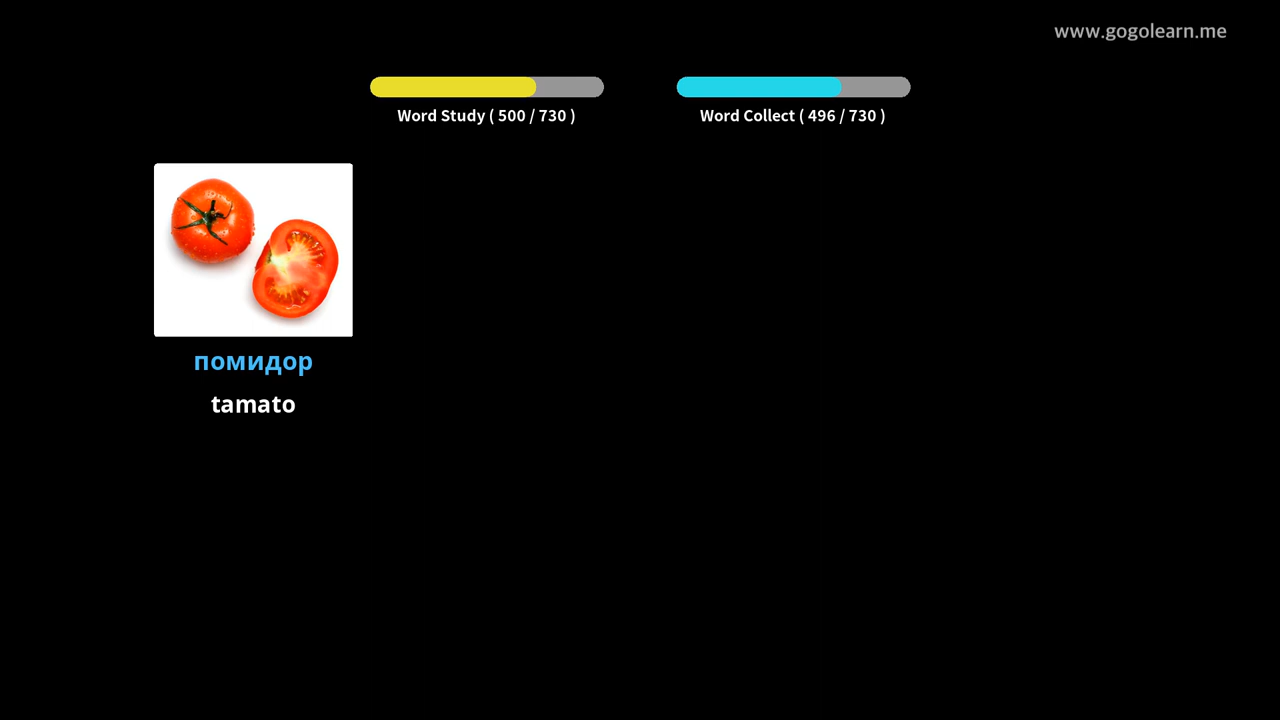 www.gogolearn.me
Word Study ( 500 / 730 )
Word Collect ( 496 / 730 )
помидор
tamato